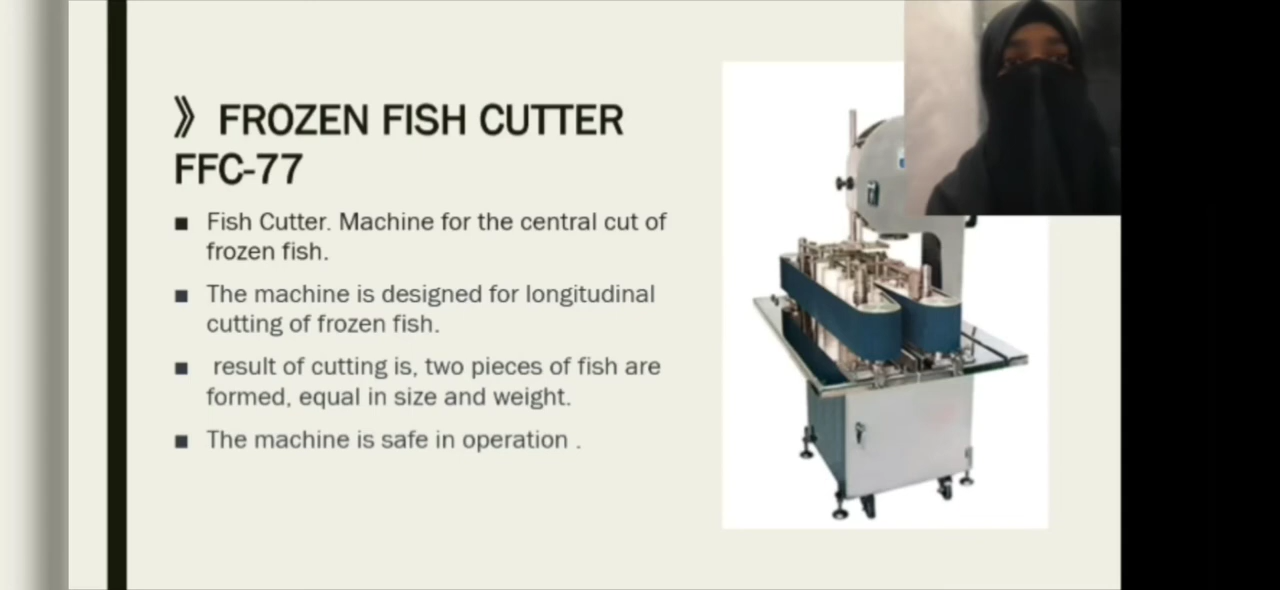 》 FROZEN FISH CUTTER
FFC-77
■ Fish Cutter. Machine for the central cut of
frozen fish.
■ The machine is designed for longitudinal
cutting of frozen fish.
■ result of cutting is, two pieces of fish are
formed, equal in size and weight.
■ The machine is safe in operation .